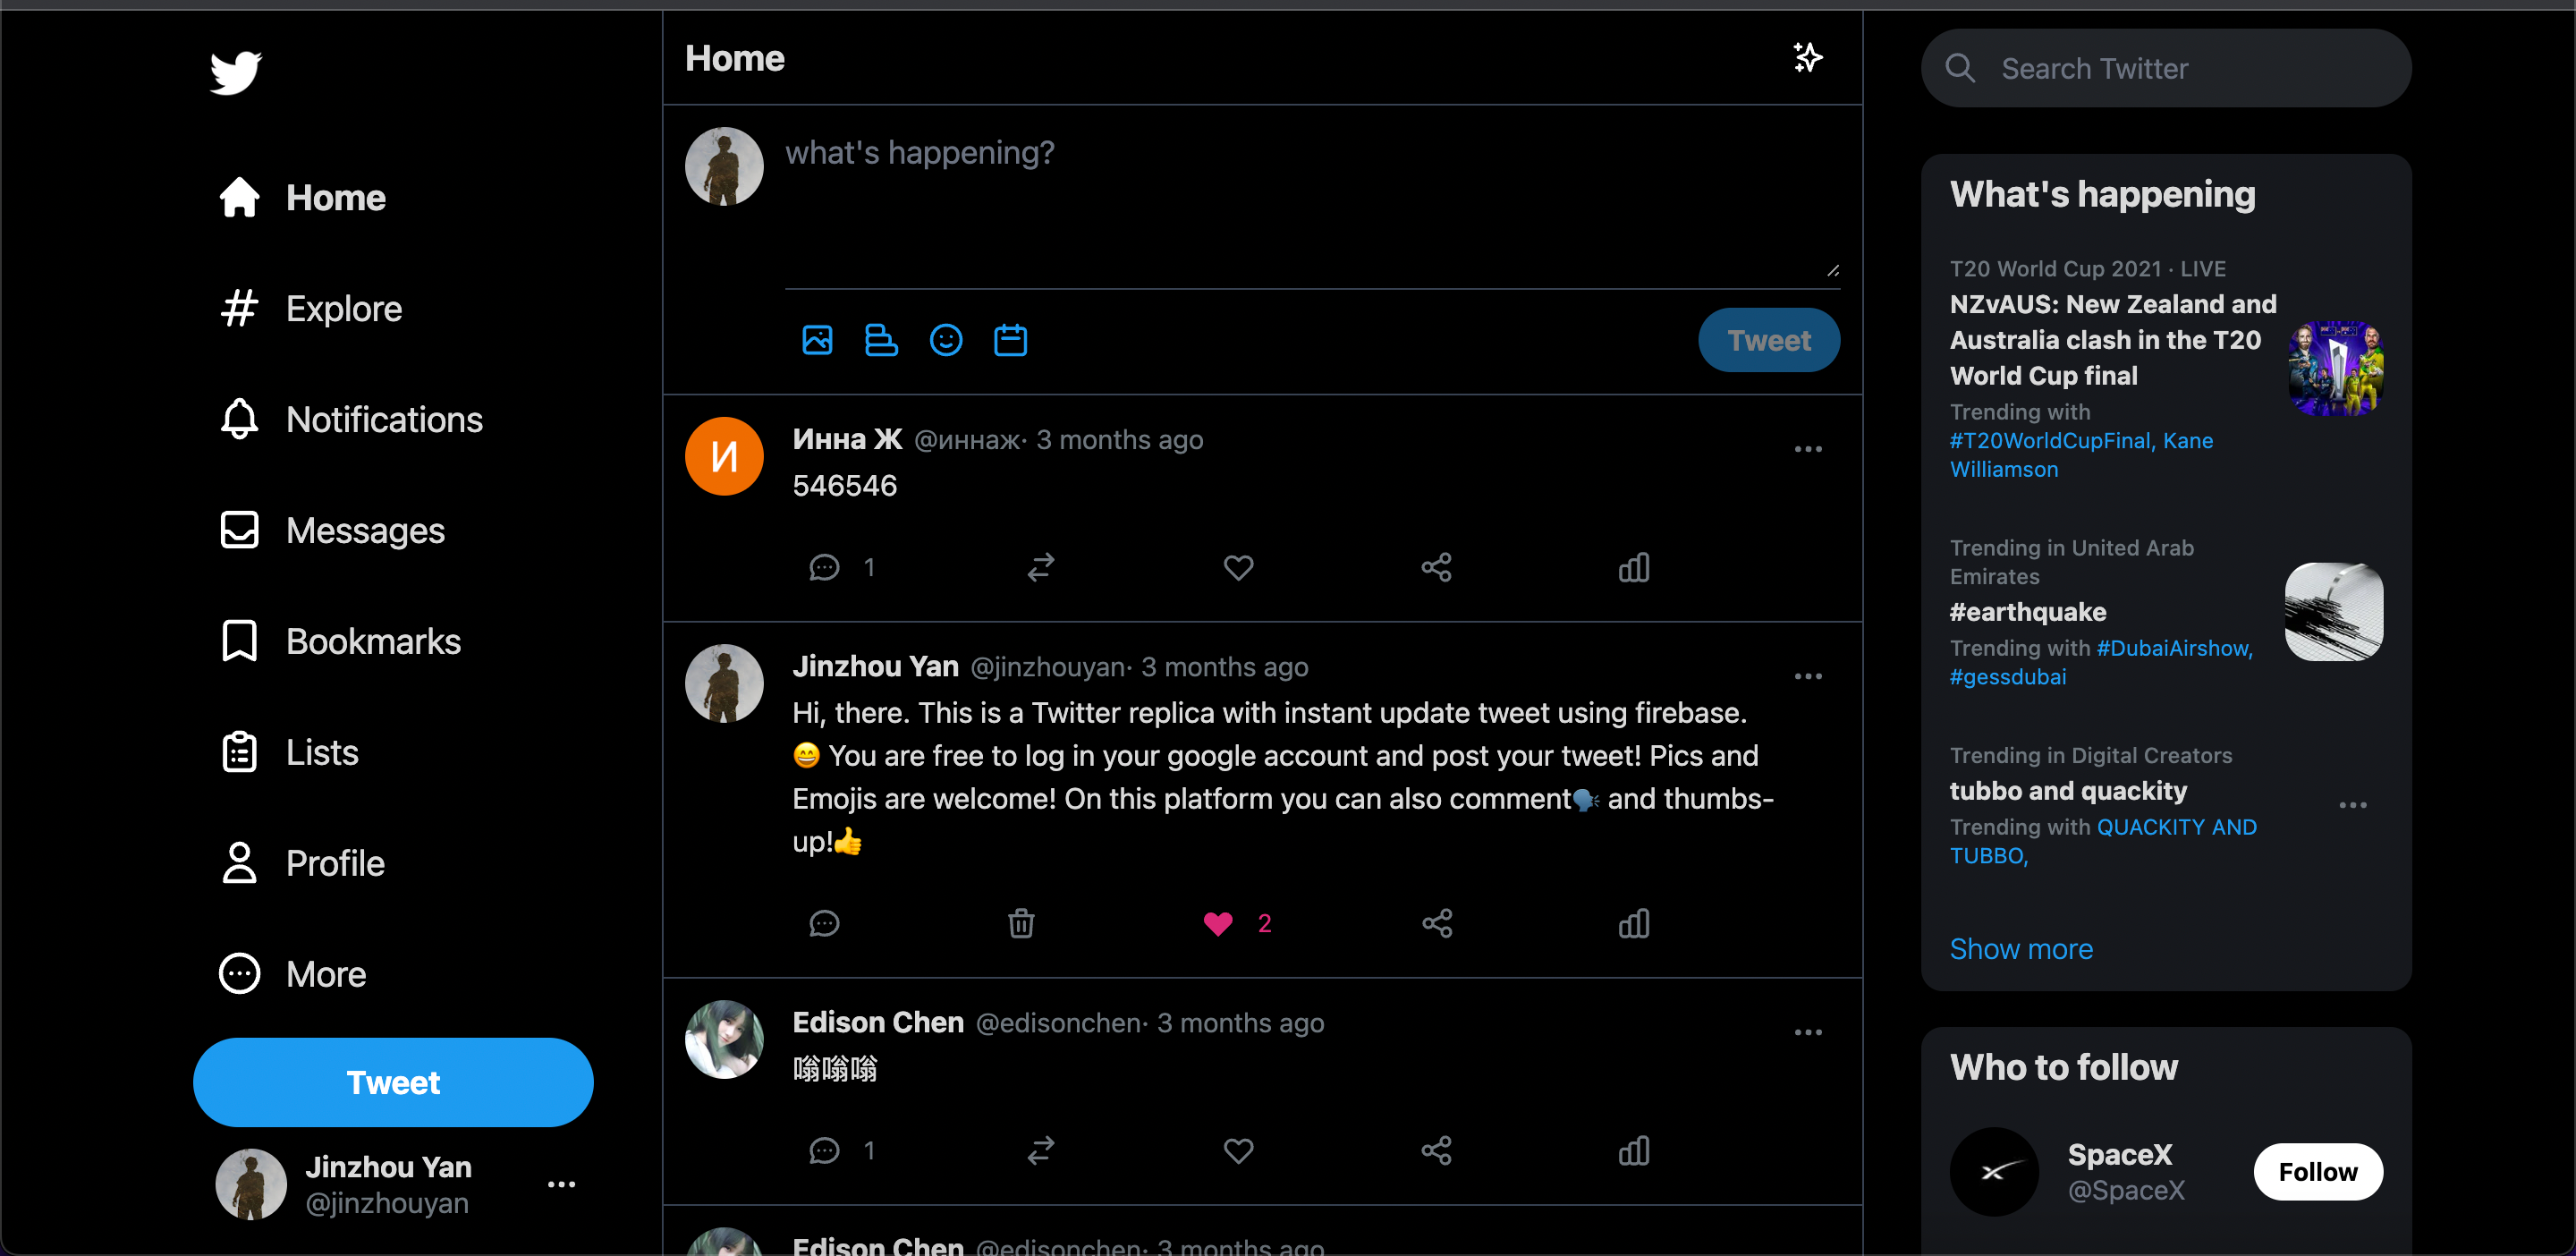 Home
Explore
Notifications
Messages
Bookmarks
Lists
Profile
More
Tweet
Jinzhou Yan
@jinzhouyan
Home
what's happening?
Tweet
И
Инна Ж @иннаж· 3 months ago
546546
1
Jinzhou Yan @jinzhouyan· 3 months ago
Hi, there. This is a Twitter replica with instant update tweet using firebase.
😄 You are free to log in your google account and post your tweet! Pics and
Emojis are welcome! On this platform you can also comment🗣 and thumbs-
up!👍
2
Edison Chen @edisonchen· 3 months ago
嗡嗡嗡
1
Edison Chen @edisonchen· 3 months ago
Search Twitter
What's happening
T20 World Cup 2021 · LIVE
NZvAUS: New Zealand and
Australia clash in the T20
World Cup final
Trending with
#T20WorldCupFinal, Kane
Williamson
Trending in United Arab
Emirates
#earthquake
Trending with #DubaiAirshow,
#gessdubai
Trending in Digital Creators
tubbo and quackity
Trending with QUACKITY AND
TUBBO,
Show more
Who to follow
SpaceX
@SpaceX
Follow